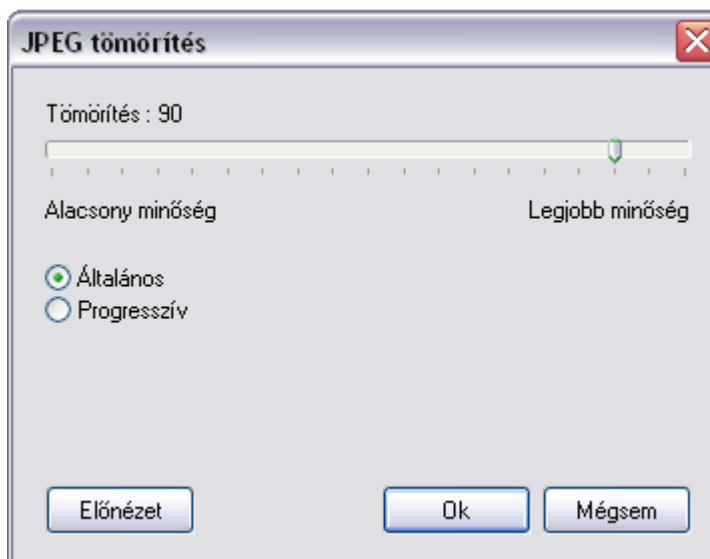 JPEG tömörítés
Tömörítés : 90
Alacsony minőség Legjobb minőség
Általános
Progresszív
Előnézet Ok Mégsem